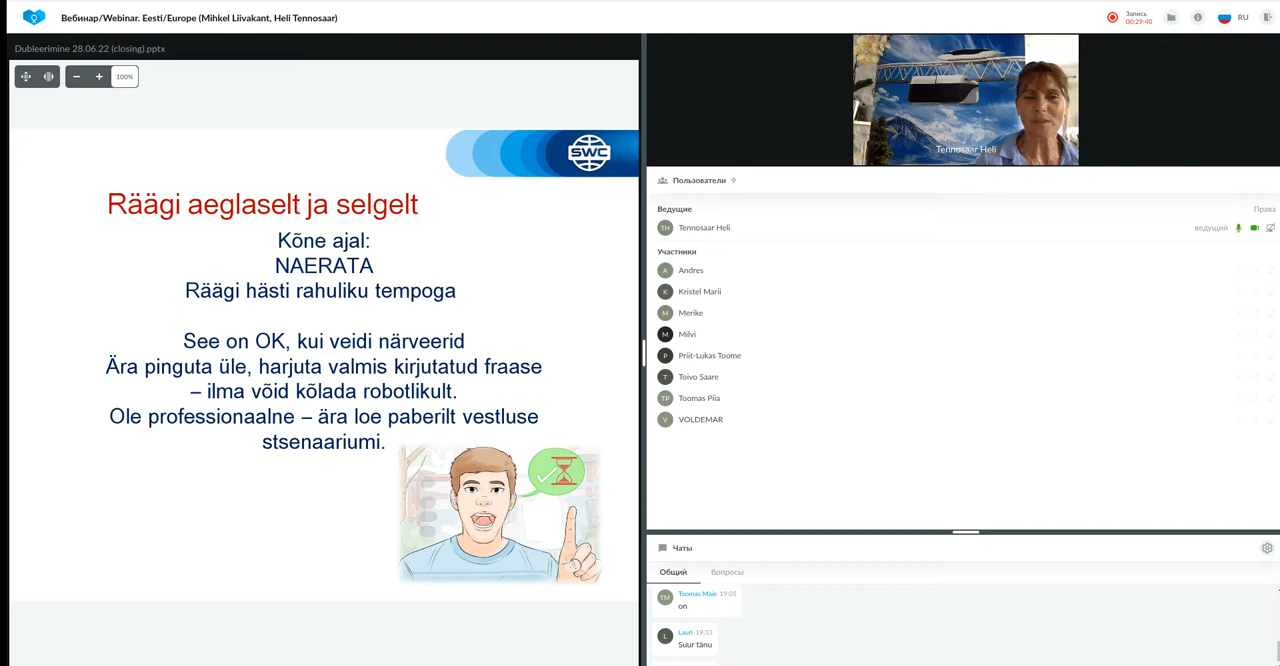 Вебинар/Webinar. Eesti/Europe (Mihkel Liivakant, Heli Tennosaar)
Запись
00:29:40
RU
Dubleerimine 28.06.22 (closing).pptx
100%
SWC
Räägi aeglaselt ja selgelt
Kõne ajal:
NAERATA
Räägi hästi rahuliku tempoga
See on OK, kui veidi närveerid
Ära pinguta üle, harjuta valmis kirjutatud fraase
– ilma võid kõlada robotlikult.
Ole professionaalne – ära loe paberilt vestluse
stsenaariumi.
Tennosaar Heli
Пользователи 9
Ведущие
Права
TH Tennosaar Heli
ведущий
Участники
A Andres
K Kristel Marii
M Merike
M Milvi
P Priit-Lukas Toome
T Toivo Saare
TP Toomas Piia
V VOLDEMAR
Чаты
Общий Вопросы
TM Toomas Maie 19:05
on
L Lauri 19:33
Suur tänu